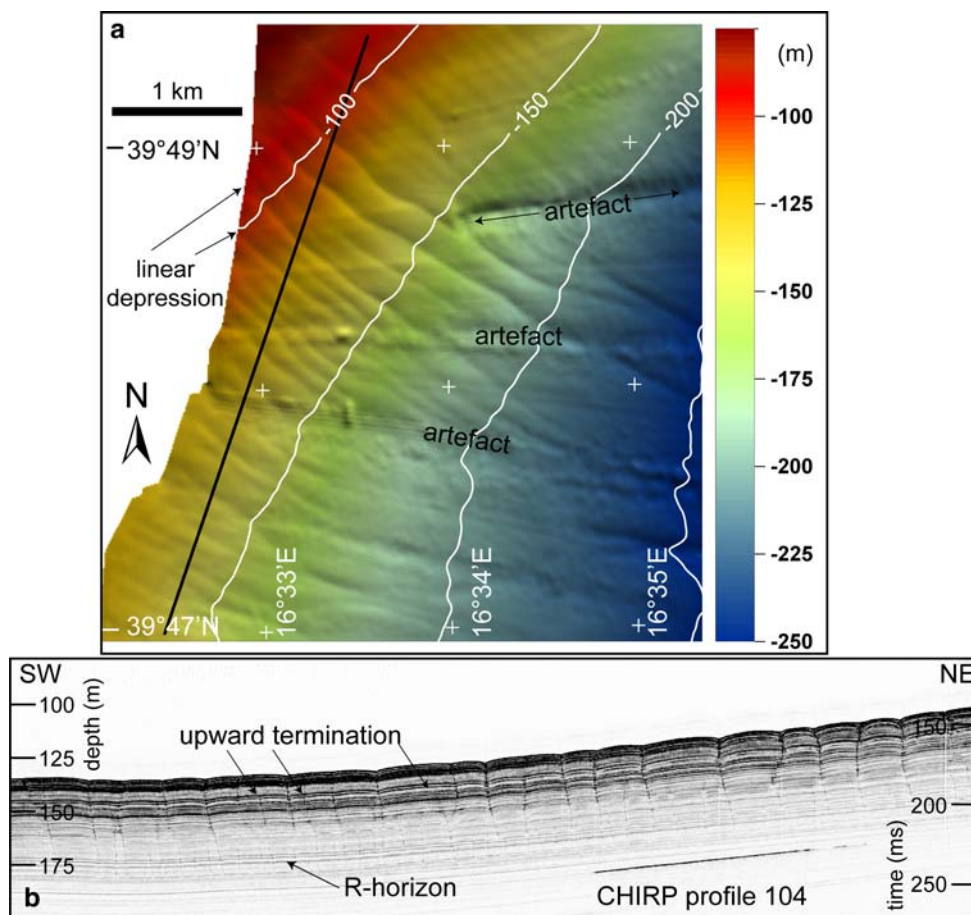 a
(m)
1 km
-100
-150
-200
-100
39°49'N
-125
artefact
linear
depression
-150
artefact
-175
N
artefact
-200
-225
16°33'E
16°34'E
16°35'E
39°47'N
-250
SW
NE
100
depth (m)
upward termination
150
125
150
200
175
R-horizon
time (ms)
250
b
CHIRP profile 104